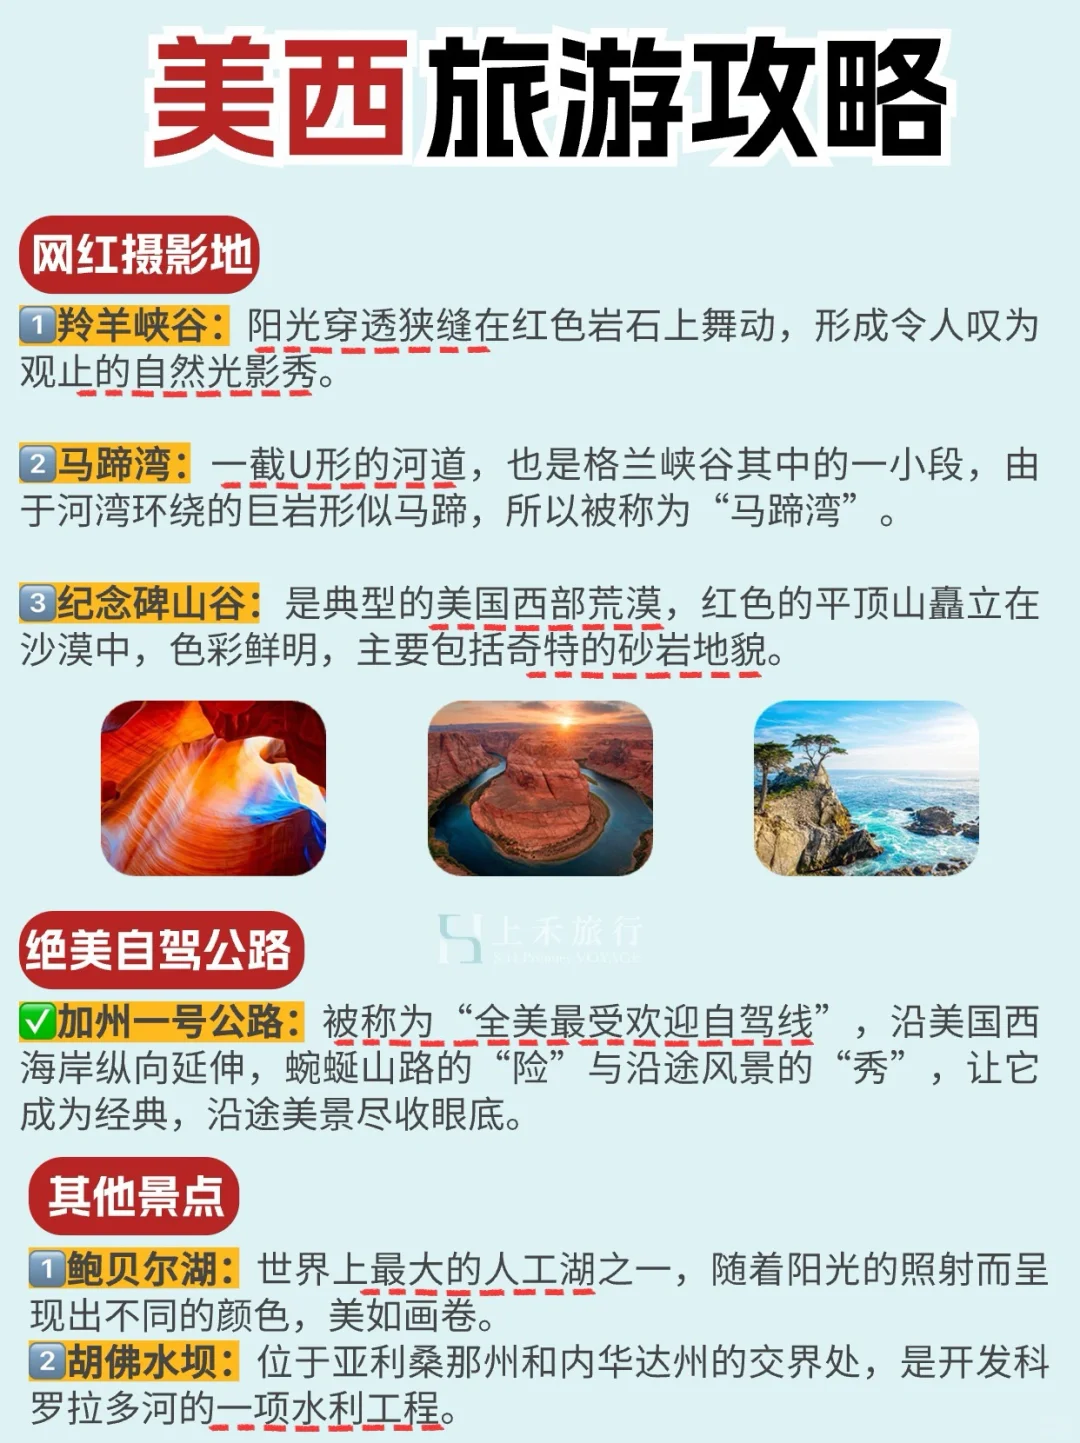 美西旅游攻略
网红摄影地
1羚羊峡谷：阳光穿透狭缝在红色岩石上舞动，形成令人叹为
观止的自然光影秀。
2马蹄湾：一截U形的河道，也是格兰峡谷其中的一小段，由
于河湾环绕的巨岩形似马蹄，所以被称为“马蹄湾”。
3纪念碑山谷：是典型的美国西部荒漠，红色的平顶山矗立在
沙漠中，色彩鲜明，主要包括奇特的砂岩地貌。
上禾旅行
绝美自驾公路
✅加州一号公路：被称为“全美最受欢迎自驾线”，沿美国西
海岸纵向延伸，蜿蜒山路的“险”与沿途风景的“秀”，让它
成为经典，沿途美景尽收眼底。
其他景点
1鲍贝尔湖：世界上最大的人工湖之一，随着阳光的照射而呈
现出不同的颜色，美如画卷。
2胡佛水坝：位于亚利桑那州和内华达州的交界处，是开发科
罗拉多河的一项水利工程。